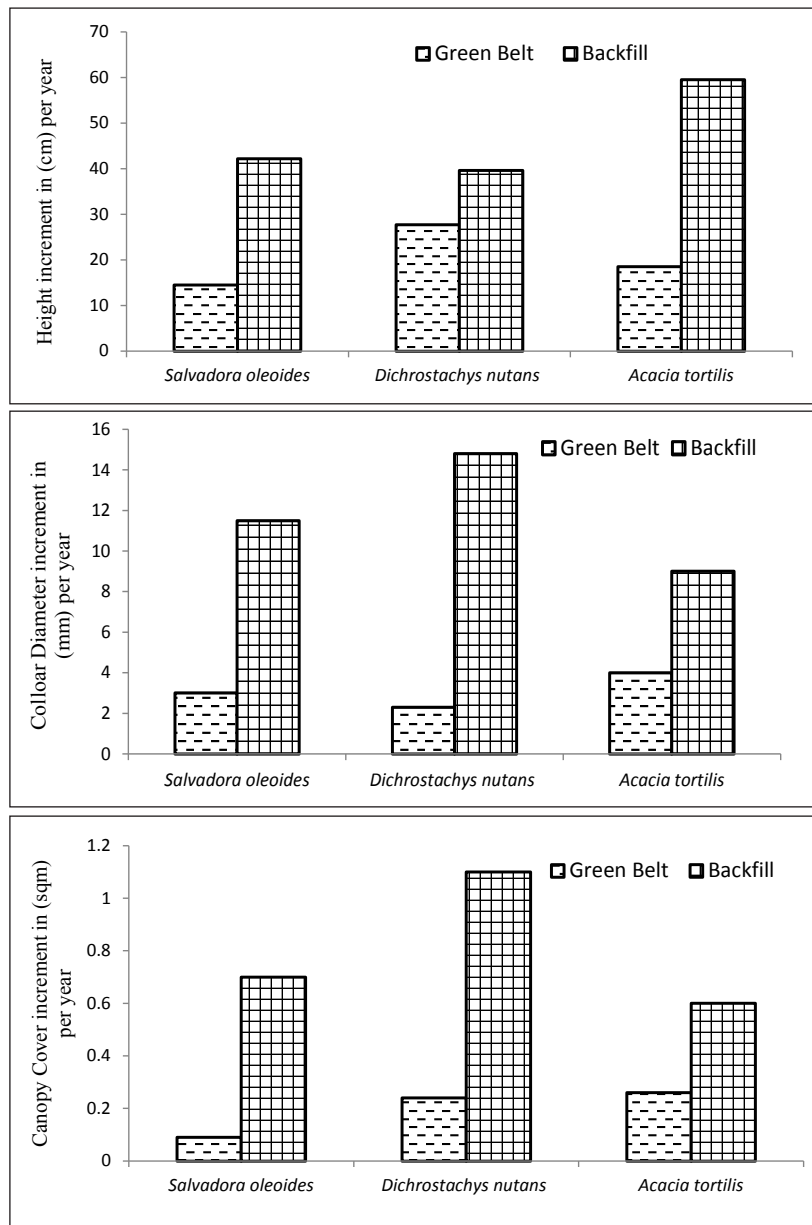 Height increment in (cm) per year
70
60
50
40
30
20
10
0
Green Belt
Backfill
Salvadora oleoides
Dichrostachys nutans
Acacia tortilis
Colloar Diameter increment in
(mm) per year
16
14
12
10
8
6
4
2
0
Green Belt
Backfill
Salvadora oleoides
Dichrostachys nutans
Acacia tortilis
Canopy Cover increment in (sqm)
per year
1.2
1
0.8
0.6
0.4
0.2
0
Green Belt
Backfill
Salvadora oleoides
Dichrostachys nutans
Acacia tortilis